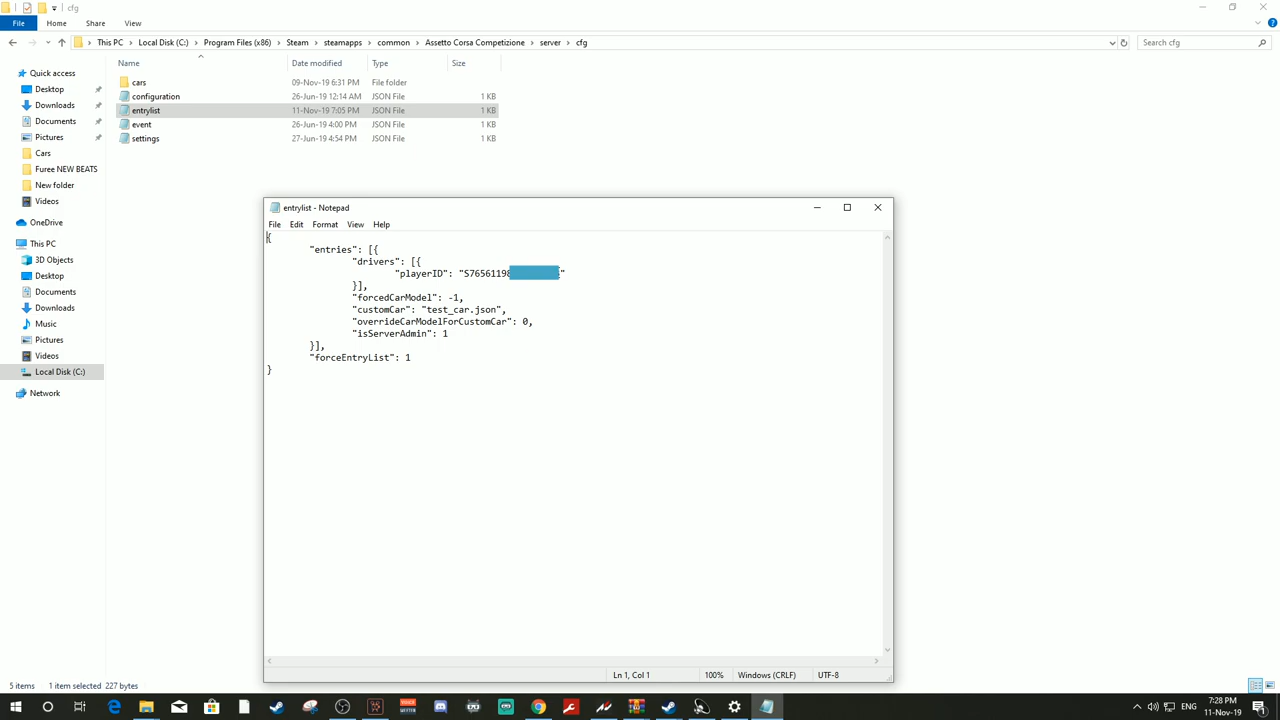 cfg
File Home Share View
This PC Local Disk (C:) Program Files (x86) Steam steamapps common Assetto Corsa Competizione server cfg
Search cfg
Name Date modified Type Size
cars 09-Nov-19 6:31 PM File folder
configuration 26-Jun-19 12:14 AM JSON File 1 KB
entrylist 11-Nov-19 7:05 PM JSON File 1 KB
event 26-Jun-19 4:00 PM JSON File 1 KB
settings 27-Jun-19 4:54 PM JSON File 1 KB
Quick access
Desktop
Downloads
Documents
Pictures
Cars
Furee NEW BEATS
New folder
Videos
OneDrive
This PC
3D Objects
Desktop
Documents
Downloads
Music
Pictures
Videos
Local Disk (C:)
Network
entrylist - Notepad
File Edit Format View Help
{
"entries": [{
"drivers": [{
"playerID": "S76561198"
}],
"forcedCarModel": -1,
"customCar": "test_car.json",
"overrideCarModelForCustomCar": 0,
"isServerAdmin": 1
}],
"forceEntryList": 1
}
Ln 1, Col 1 100% Windows (CRLF) UTF-8
5 items 1 item selected 227 bytes
ENG
7:28 PM
11-Nov-19